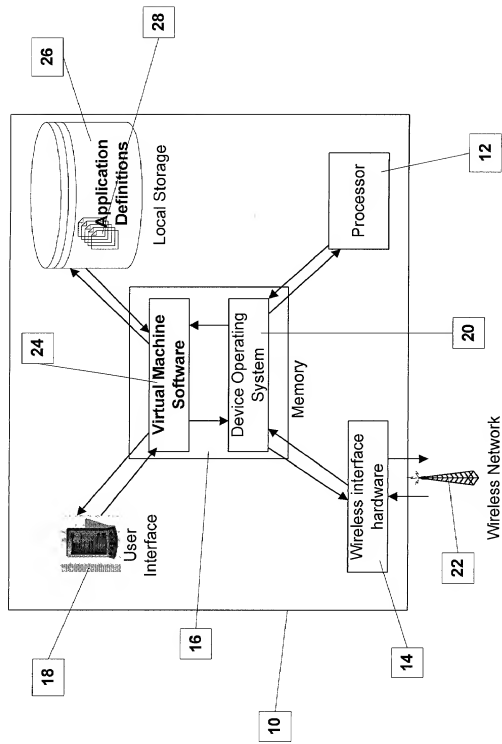 18
24
26
28
User
Interface
Virtual Machine
Software
Application
Definitions
Local Storage
16
Device Operating
System
Memory
20
Processor
12
10
14
Wireless interface
hardware
22
Wireless Network